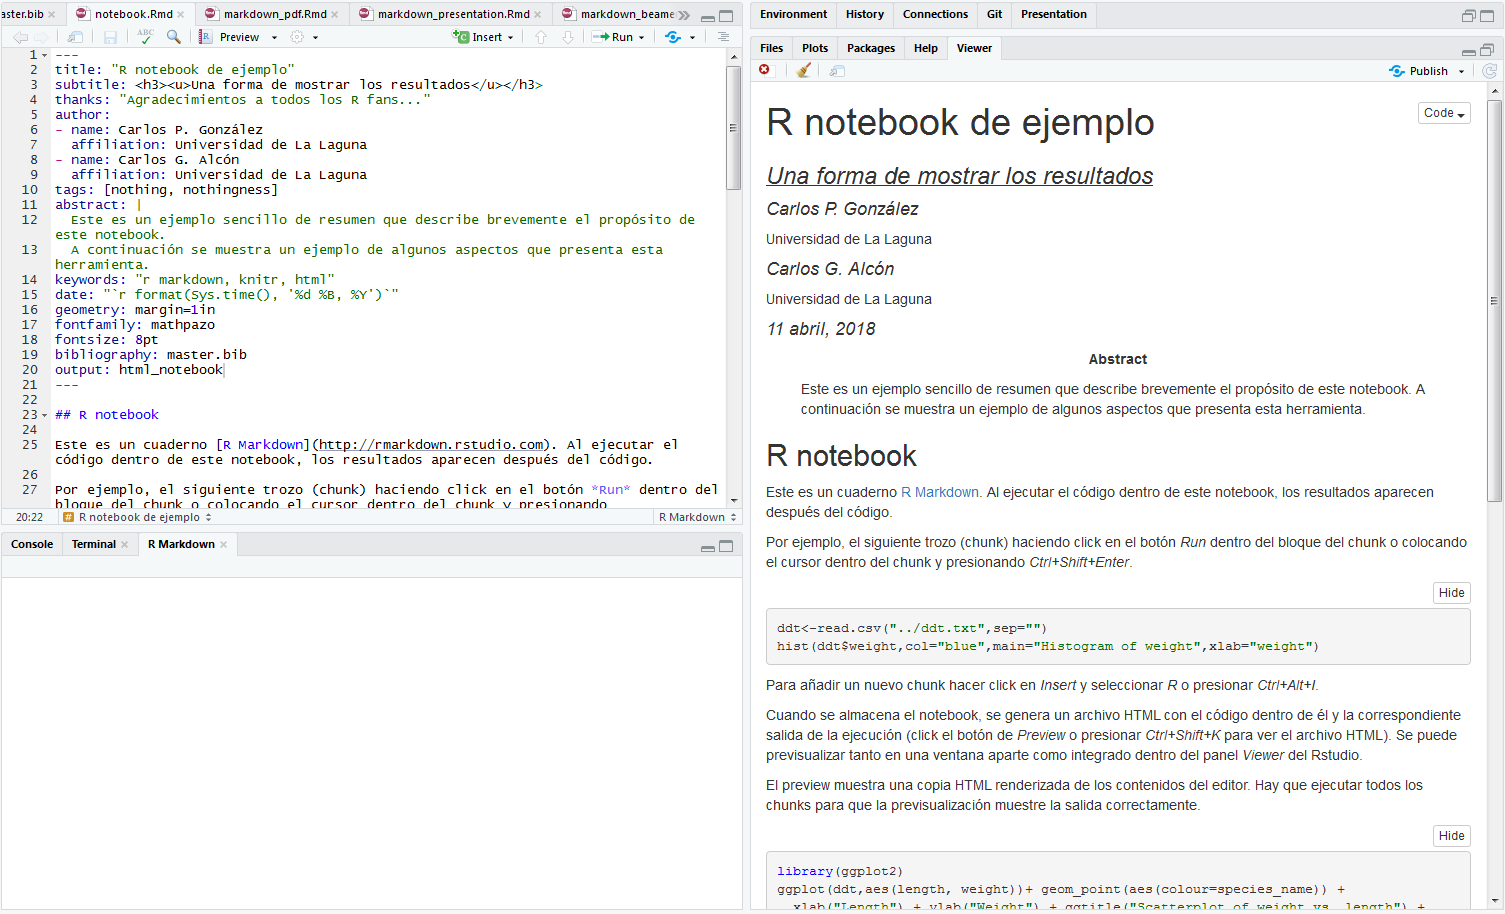 aster.bib × notebook.Rmd × markdown_pdf.Rmd × markdown_presentation.Rmd × markdown_beame
ABC Preview Insert Run
1 ---
2 title: "R notebook de ejemplo"
3 subtitle: <h3><u>Una forma de mostrar los resultados</u></h3>
4 thanks: "Agradecimientos a todos los R fans..."
5 author:
6 - name: Carlos P. González
7 affiliation: Universidad de La Laguna
8 - name: Carlos G. Alcón
9 affiliation: Universidad de La Laguna
10 tags: [nothing, nothingness]
11 abstract: |
12 Este es un ejemplo sencillo de resumen que describe brevemente el propósito de
este notebook.
13 A continuación se muestra un ejemplo de algunos aspectos que presenta esta
herramienta.
14 keywords: "r markdown, knitr, html"
15 date: "`r format(Sys.time(), '%d %B, %Y')`"
16 geometry: margin=1in
17 fontfamily: mathpazo
18 fontsize: 8pt
19 bibliography: master.bib
20 output: html_notebook
21 ---
22
23 ## R notebook
24
25 Este es un cuaderno [R Markdown](http://rmarkdown.rstudio.com). Al ejecutar el
código dentro de este notebook, los resultados aparecen después del código.
26
27 Por ejemplo, el siguiente trozo (chunk) haciendo click en el botón *Run* dentro del
bloque del chunk o colocando el cursor dentro del chunk y presionando
20:22 # R notebook de ejemplo R Markdown
Console Terminal × R Markdown ×
Environment History Connections Git Presentation
Files Plots Packages Help Viewer
Publish
Code
R notebook de ejemplo
Una forma de mostrar los resultados
Carlos P. González
Universidad de La Laguna
Carlos G. Alcón
Universidad de La Laguna
11 abril, 2018
Abstract
Este es un ejemplo sencillo de resumen que describe brevemente el propósito de este notebook. A
continuación se muestra un ejemplo de algunos aspectos que presenta esta herramienta.
R notebook
Este es un cuaderno R Markdown. Al ejecutar el código dentro de este notebook, los resultados aparecen
después del código.
Por ejemplo, el siguiente trozo (chunk) haciendo click en el botón Run dentro del bloque del chunk o colocando
el cursor dentro del chunk y presionando Ctrl+Shift+Enter.
Hide
ddt<-read.csv("../ddt.txt",sep="")
hist(ddt$weight,col="blue",main="Histogram of weight",xlab="weight")
Para añadir un nuevo chunk hacer click en Insert y seleccionar R o presionar Ctrl+Alt+I.
Cuando se almacena el notebook, se genera un archivo HTML con el código dentro de él y la correspondiente
salida de la ejecución (click el botón de Preview o presionar Ctrl+Shift+K para ver el archivo HTML). Se puede
previsualizar tanto en una ventana aparte como integrado dentro del panel Viewer del Rstudio.
El preview muestra una copia HTML renderizada de los contenidos del editor. Hay que ejecutar todos los
chunks para que la previsualización muestre la salida correctamente.
Hide
library(ggplot2)
ggplot(ddt,aes(length, weight))+ geom_point(aes(colour=species_name)) +
xlab("Length") + ylab("Weight") + ggtitle("Scatterplot of weight vs. length") +